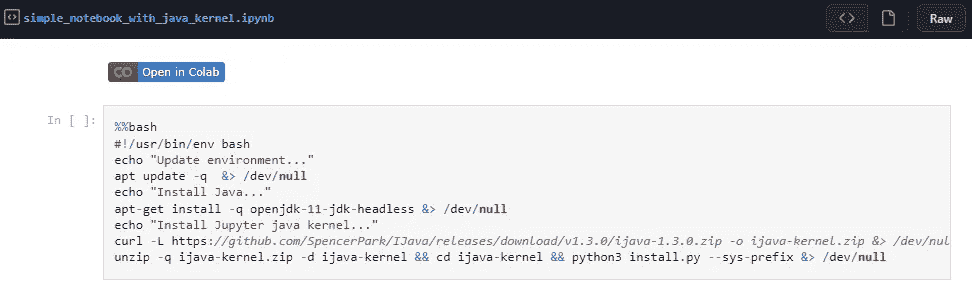 simple_notebook_with_java_kernel.ipynb
<> Raw
CO Open in Colab
In [ ]:
%%bash
#!/usr/bin/env bash
echo "Update environment..."
apt update -q  &> /dev/null
echo "Install Java..."
apt-get install -q openjdk-11-jdk-headless &> /dev/null
echo "Install Jupyter java kernel..."
curl -L https://github.com/SpencerPark/IJava/releases/download/v1.3.0/ijava-1.3.0.zip -o ijava-kernel.zip &> /dev/nul
unzip -q ijava-kernel.zip -d ijava-kernel && cd ijava-kernel && python3 install.py --sys-prefix &> /dev/null